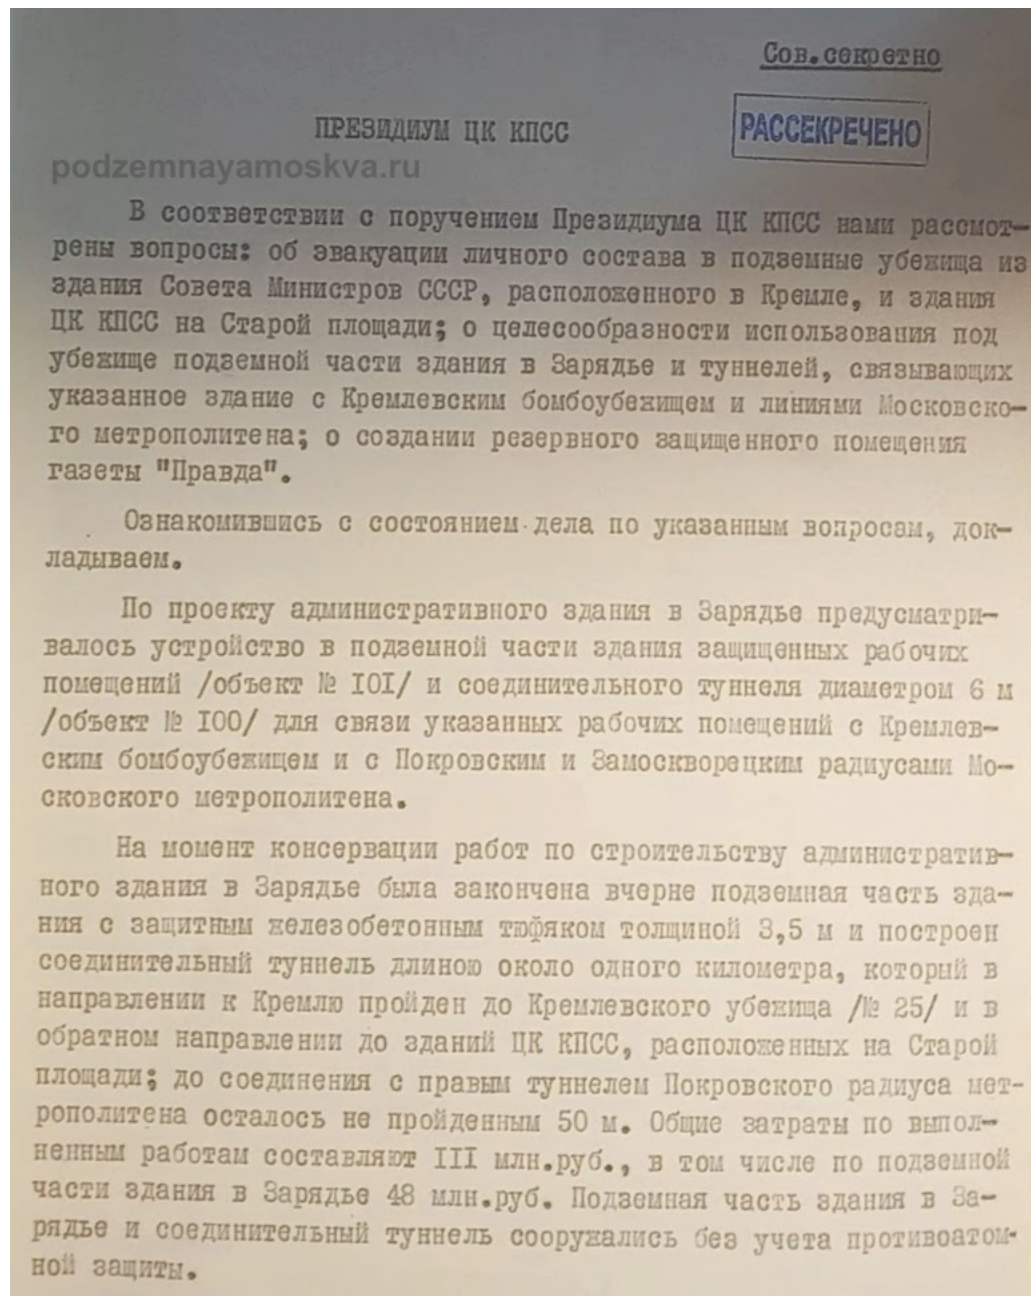 Сов.секретно
РАССЕКРЕЧЕНО
ПРЕЗИДИУМ ЦК КПСС
podzemnayamoskva.ru
В соответствии с поручением Президиума ЦК КПСС нами рассмот-
рены вопросы: об эвакуации личного состава в подземные убежища из
здания Совета Министров СССР, расположенного в Кремле, и здания
ЦК КПСС на Старой площади; о целесообразности использования под
убежище подземной части здания в Зарядье и туннелей, связывающих
указанное здание с Кремлевским бомбоубежищем и линиями Московско-
го метрополитена; о создании резервного защищенного помещения
газеты "Правда".
Ознакомившись с состоянием дела по указанным вопросам, док-
ладываем.
По проекту административного здания в Зарядье предусматри-
валось устройство в подземной части здания защищенных рабочих
помещений /объект № I0I/ и соединительного туннеля диаметром 6 м
/объект № I00/ для связи указанных рабочих помещений с Кремлев-
ским бомбоубежищем и с Покровским и Замоскворецким радиусами Мо-
сковского метрополитена.
На момент консервации работ по строительству административ-
ного здания в Зарядье была закончена вчерне подземная часть зда-
ния с защитным железобетонным тюфяком толщиной 3,5 м и построен
соединительный туннель длиною около одного километра, который в
направлении к Кремлю пройден до Кремлевского убежища /№ 25/ и в
обратном направлении до зданий ЦК КПСС, расположенных на Старой
площади; до соединения с правым туннелем Покровского радиуса мет-
рополитена осталось не пройденным 50 м. Общие затраты по выпол-
ненным работам составляют III млн.руб., в том числе по подземной
части здания в Зарядье 48 млн.руб. Подземная часть здания в За-
рядье и соединительный туннель сооружались без учета противоатом-
ной защиты.